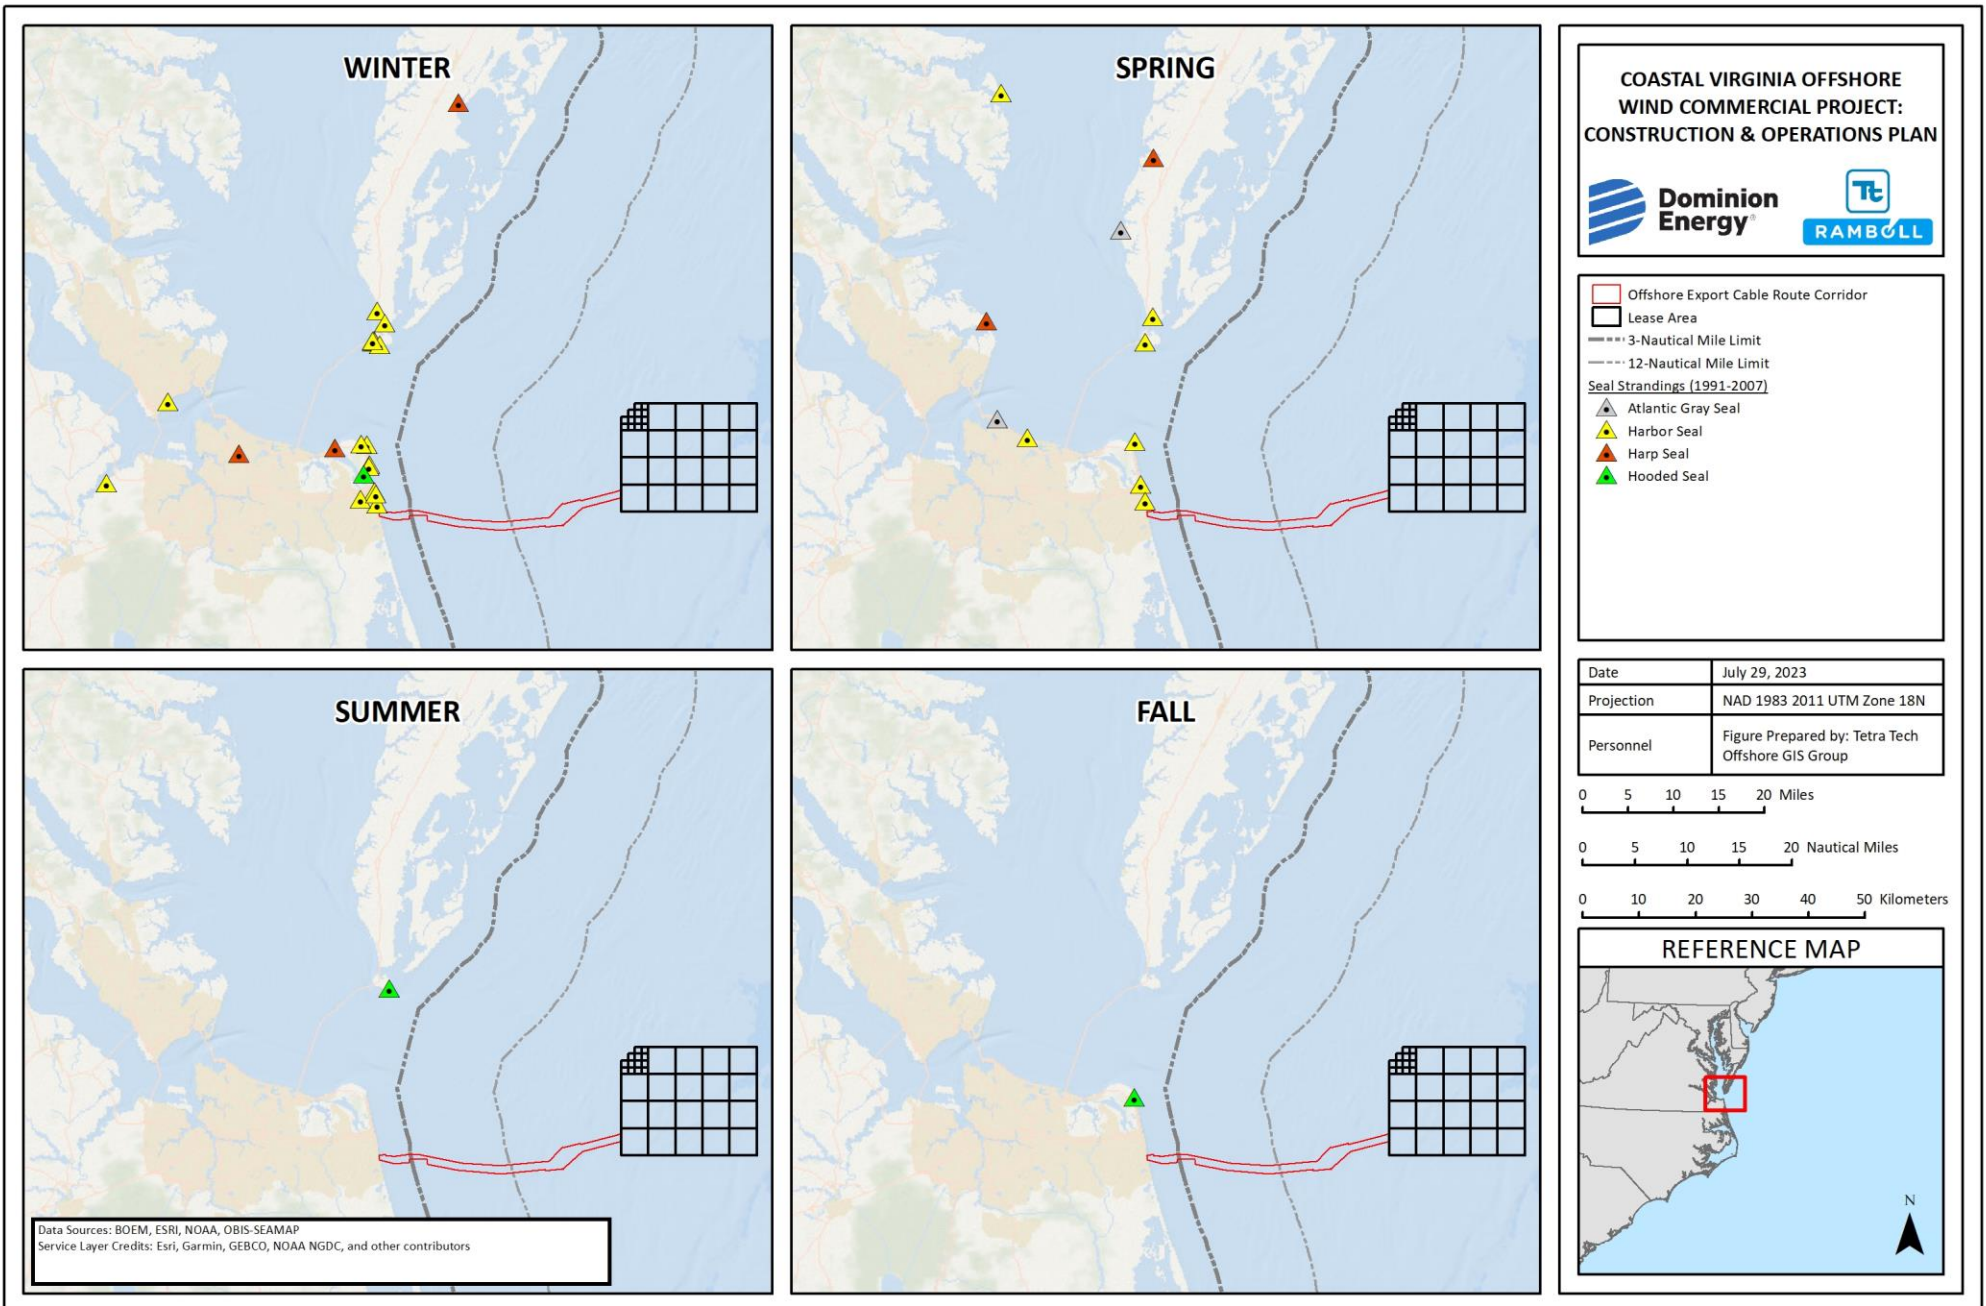 WINTER
SPRING
SUMMER
FALL
Data Sources: BOEM, ESRI, NOAA, OBIS-SEAMAP
Service Layer Credits: Esri, Garmin, GEBCO, NOAA NGDC, and other contributors
COASTAL VIRGINIA OFFSHORE
WIND COMMERCIAL PROJECT:
CONSTRUCTION & OPERATIONS PLAN
Dominion
Energy®
Tt
RAMBOLL
Offshore Export Cable Route Corridor
Lease Area
3-Nautical Mile Limit
12-Nautical Mile Limit
Seal Strandings (1991-2007)
Atlantic Gray Seal
Harbor Seal
Harp Seal
Hooded Seal
Date July 29, 2023
Projection NAD 1983 2011 UTM Zone 18N
Personnel Figure Prepared by: Tetra Tech
Offshore GIS Group
0 5 10 15 20 Miles
0 5 10 15 20 Nautical Miles
0 10 20 30 40 50 Kilometers
REFERENCE MAP
N